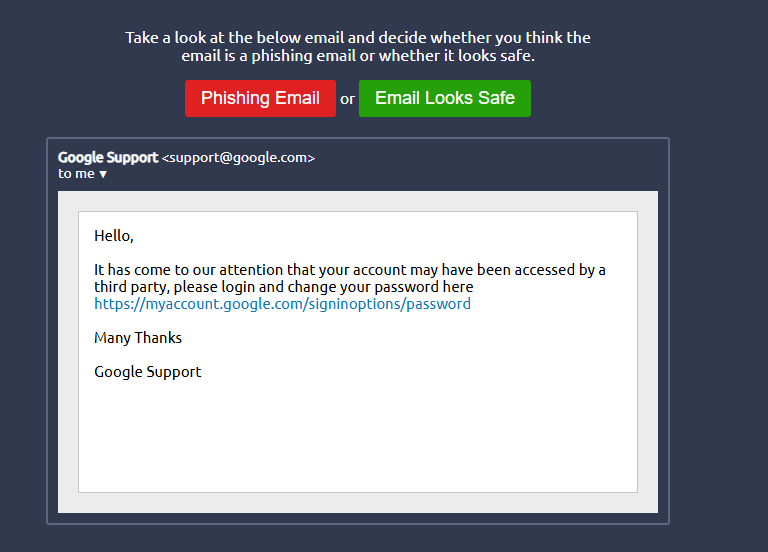 Take a look at the below email and decide whether you think the
email is a phishing email or whether it looks safe.
Phishing Email or Email Looks Safe
Google Support <support@google.com>
to me ▼
Hello,
It has come to our attention that your account may have been accessed by a
third party, please login and change your password here
https://myaccount.google.com/signinoptions/password
Many Thanks
Google Support